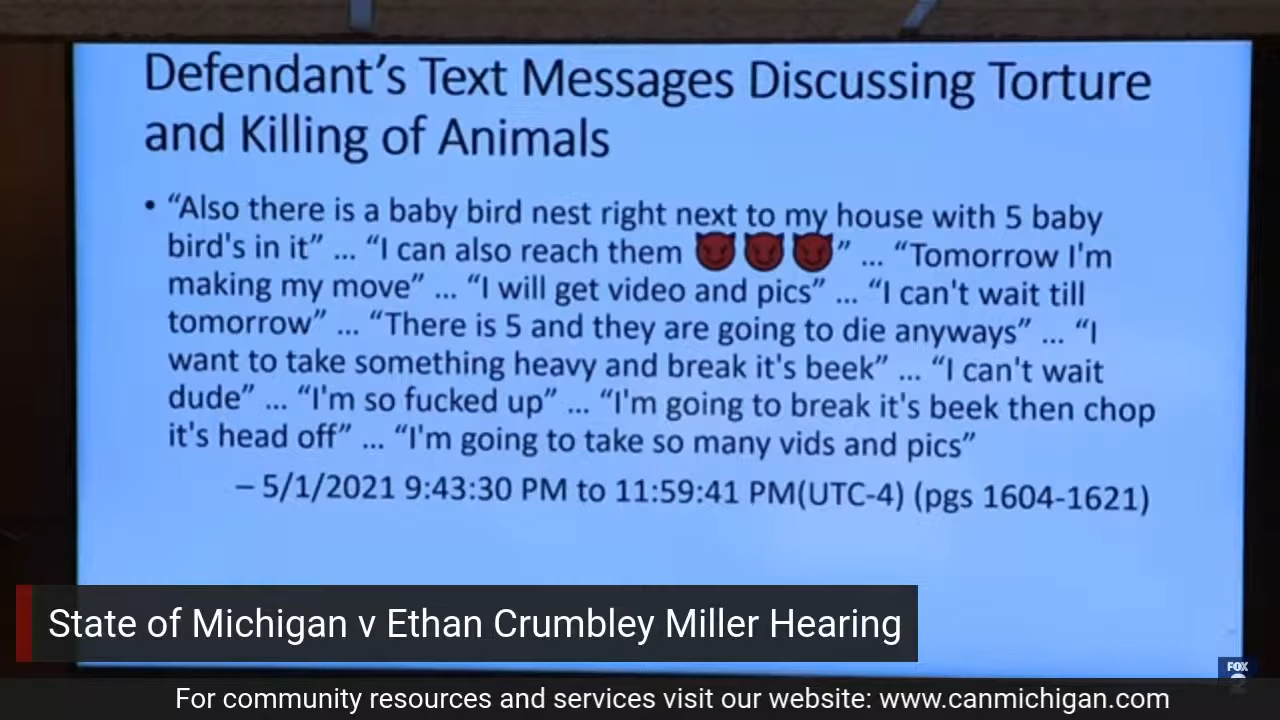 Defendant’s Text Messages Discussing Torture
and Killing of Animals
• “Also there is a baby bird nest right next to my house with 5 baby
bird's in it” ... “I can also reach them 😈😈😈” ... “Tomorrow I'm
making my move” ... “I will get video and pics” ... “I can't wait till
tomorrow” ... “There is 5 and they are going to die anyways” ... “I
want to take something heavy and break it's beek” ... “I can't wait
dude” ... “I'm so fucked up” ... “I'm going to break it's beek then chop
it's head off” ... “I'm going to take so many vids and pics”
– 5/1/2021 9:43:30 PM to 11:59:41 PM(UTC-4) (pgs 1604-1621)
State of Michigan v Ethan Crumbley Miller Hearing
FOX
2
For community resources and services visit our website: www.canmichigan.com